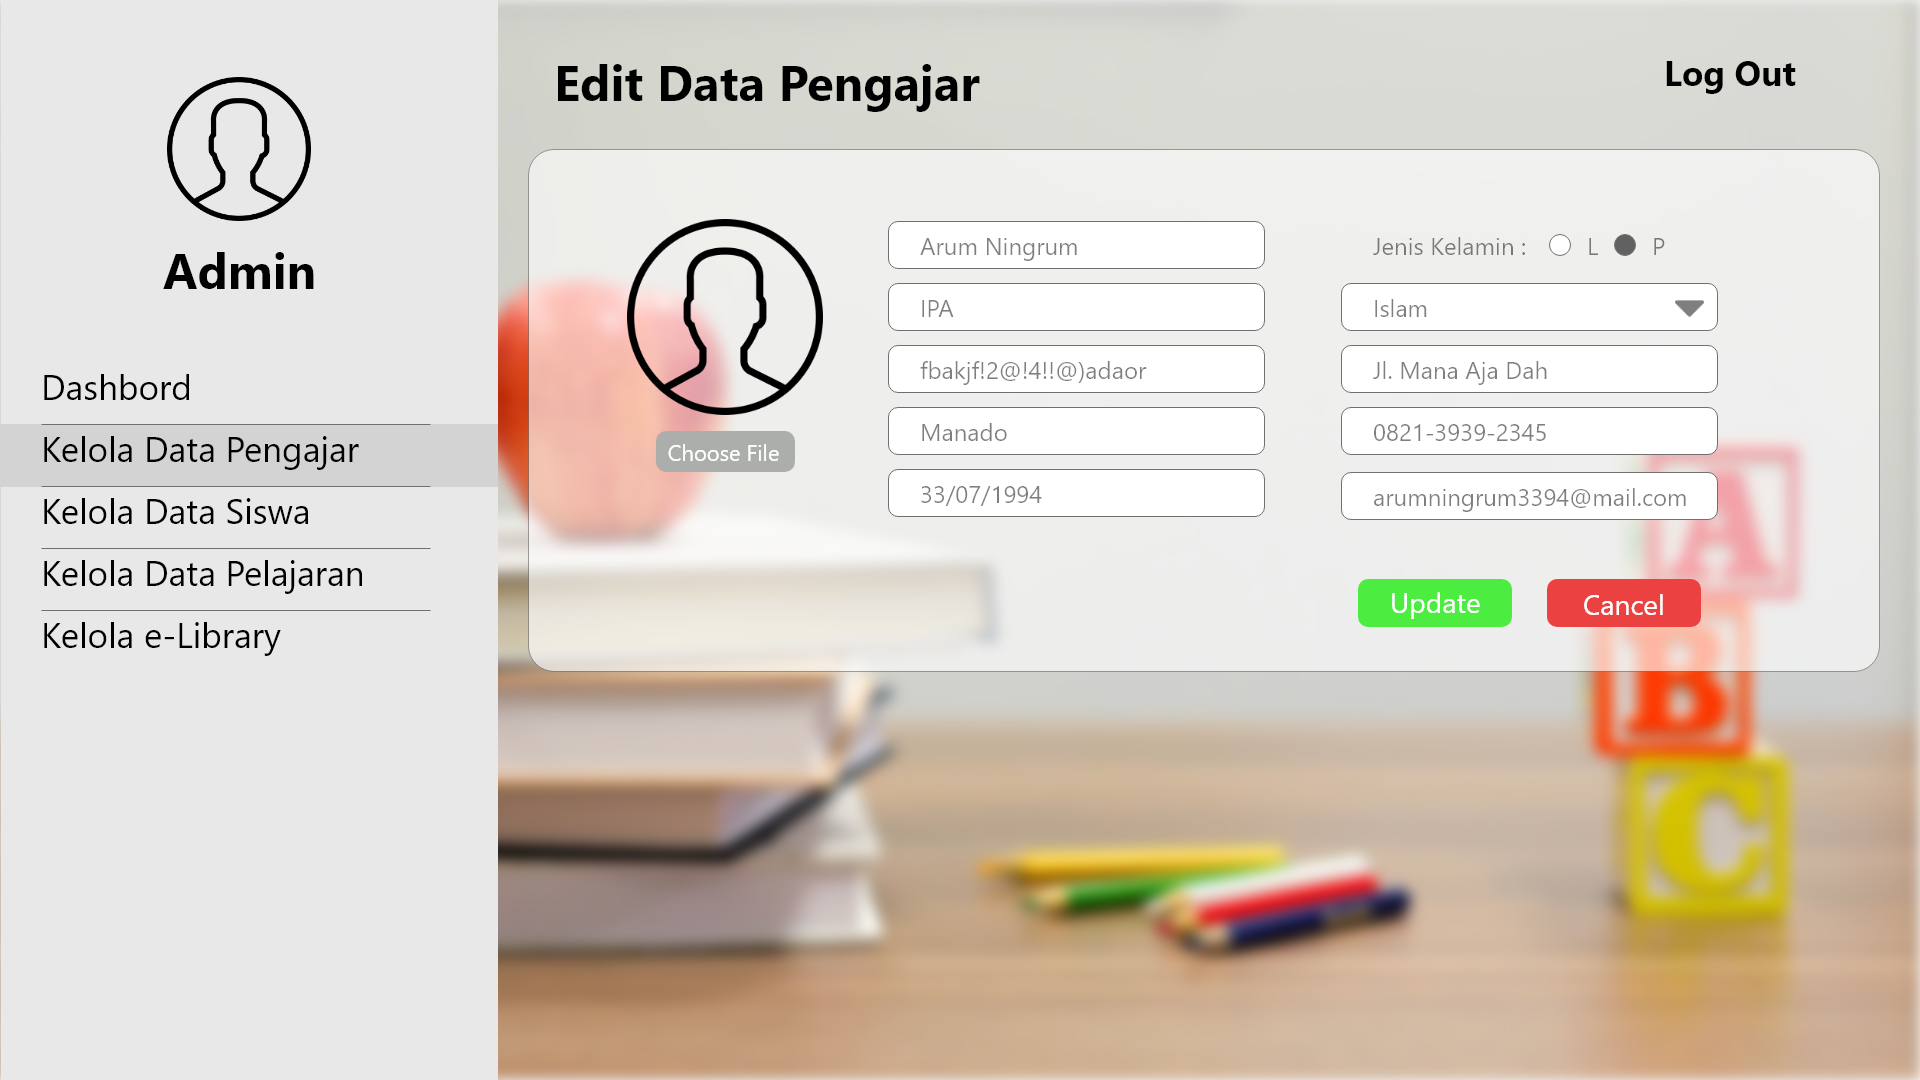 Admin
Dashbord
Kelola Data Pengajar
Kelola Data Siswa
Kelola Data Pelajaran
Kelola e-Library
Edit Data Pengajar
Log Out
Choose File
Arum Ningrum
IPA
fbakjf!2@!4!!@)adaor
Manado
33/07/1994
Jenis Kelamin : L P
Islam
Jl. Mana Aja Dah
0821-3939-2345
arumningrum3394@mail.com
Update
Cancel
A
B
C